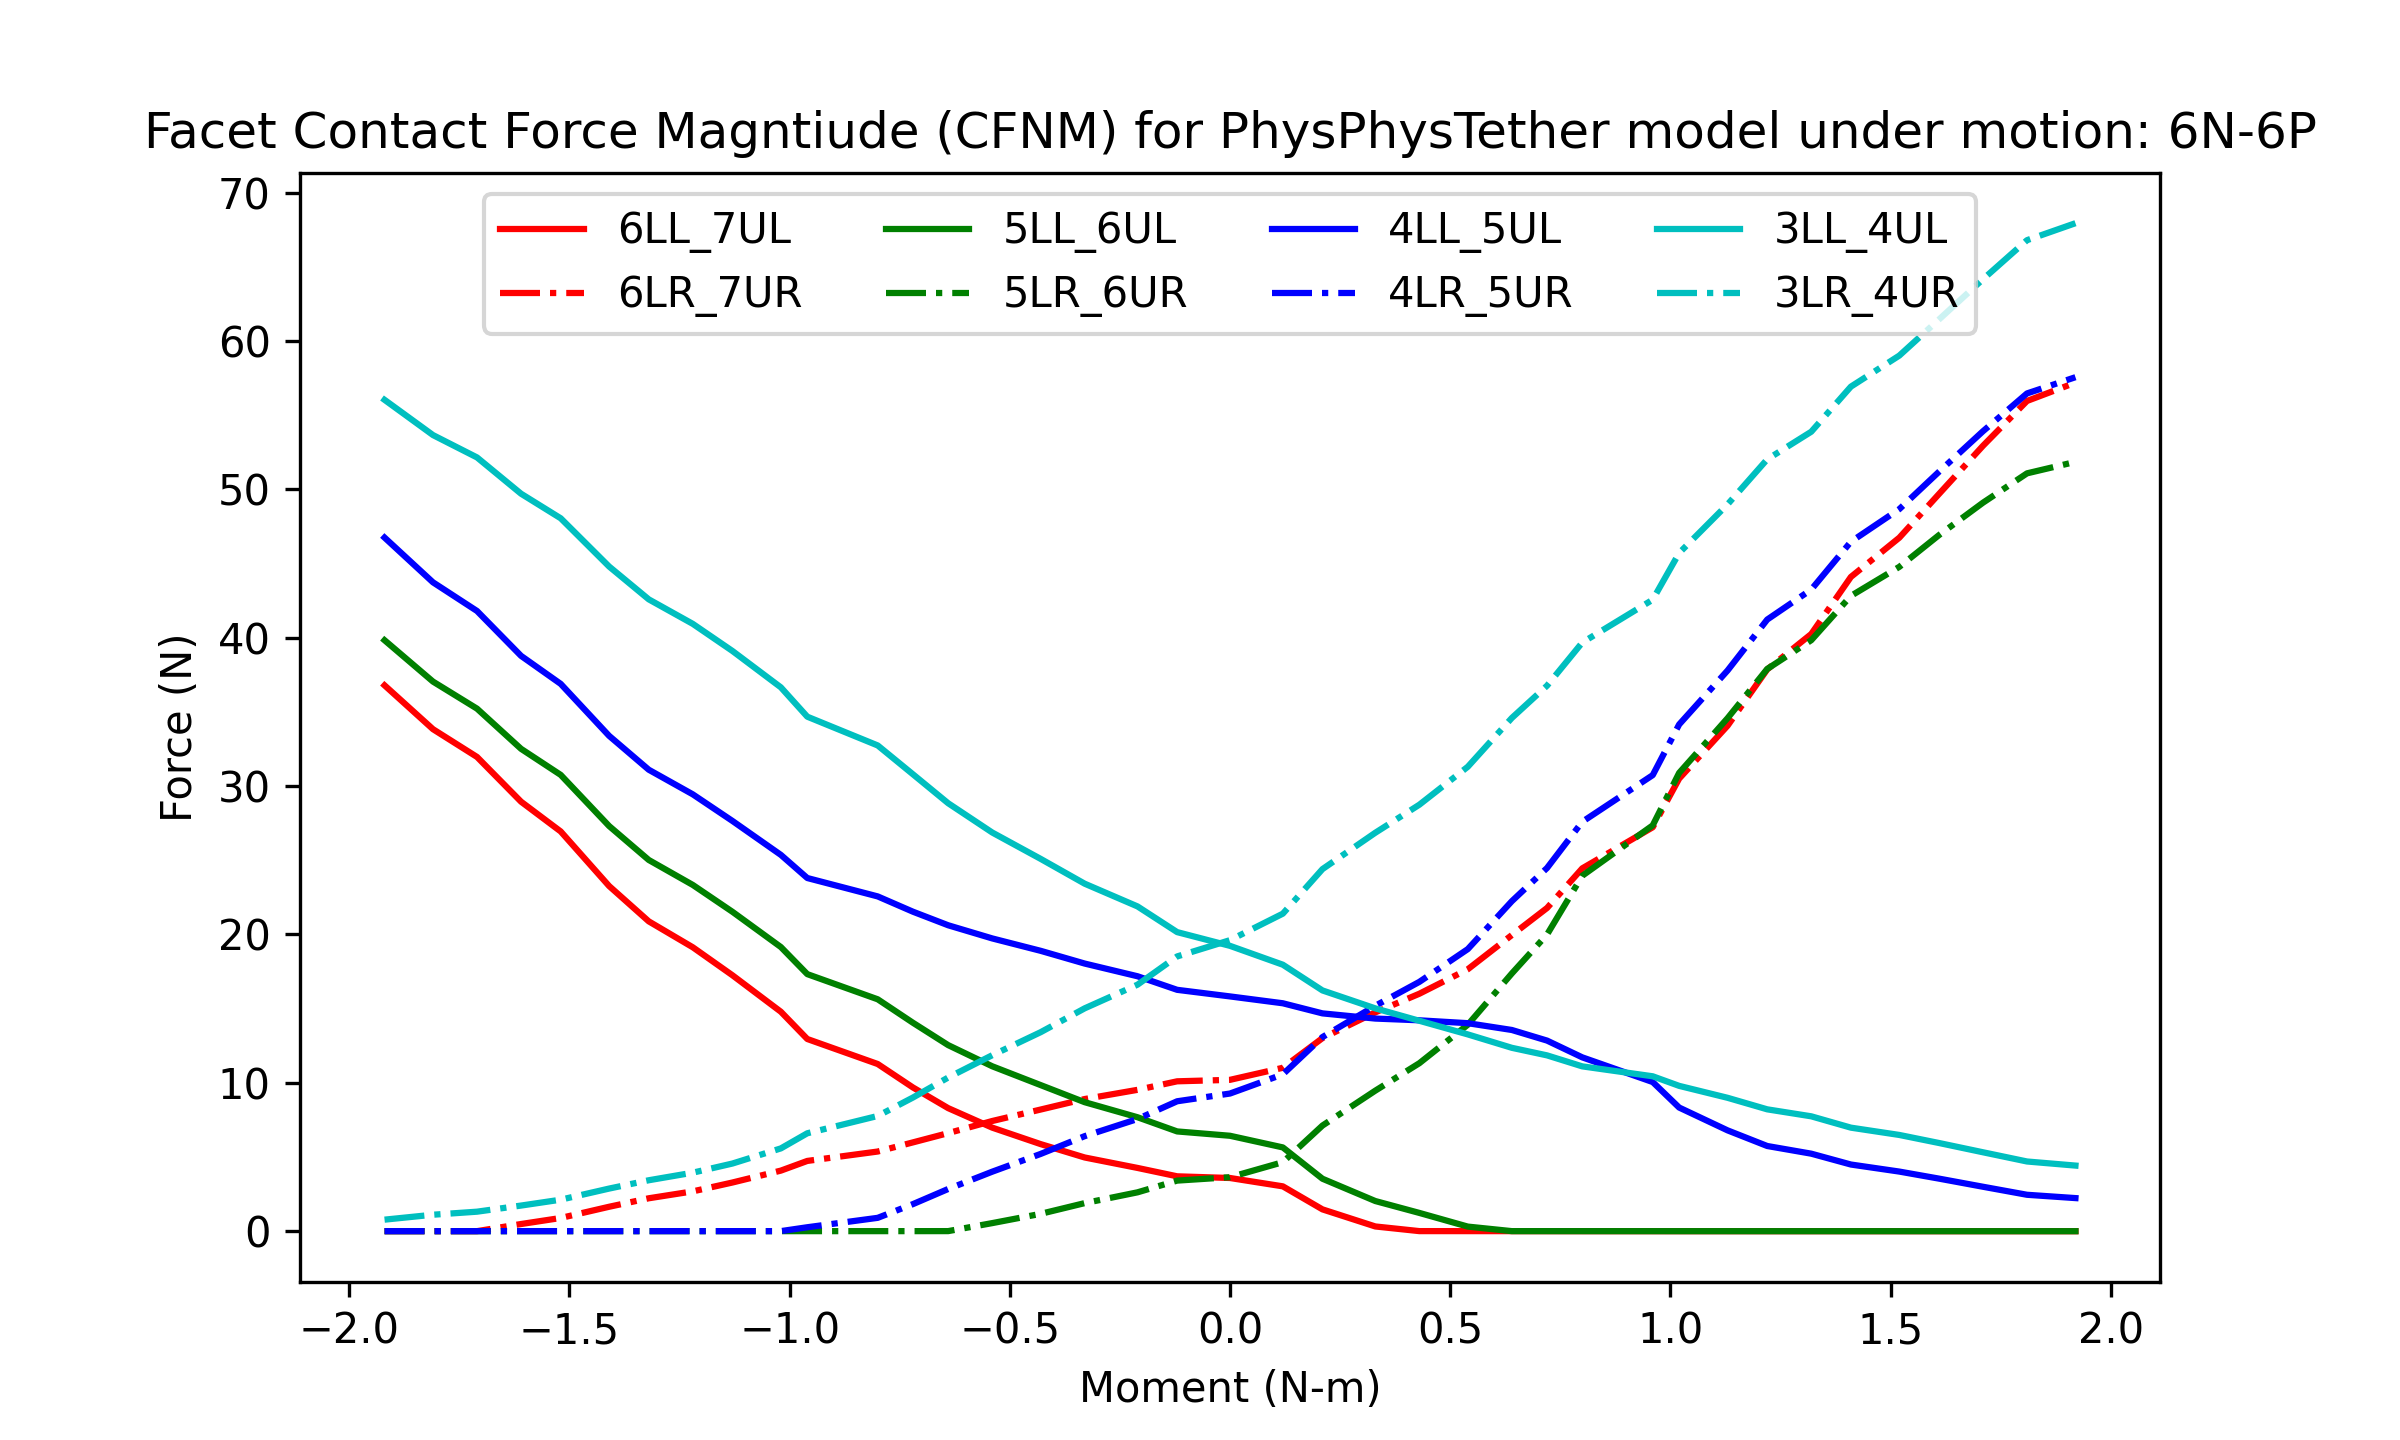 Facet Contact Force Magntiude (CFNM) for PhysPhysTether model under motion: 6N-6P
70
60
50
40
30
20
10
0
Force (N)
6LL_7UL 5LL_6UL 4LL_5UL 3LL_4UL
6LR_7UR 5LR_6UR 4LR_5UR 3LR_4UR
−2.0 −1.5 −1.0 −0.5 0.0 0.5 1.0 1.5 2.0
Moment (N-m)